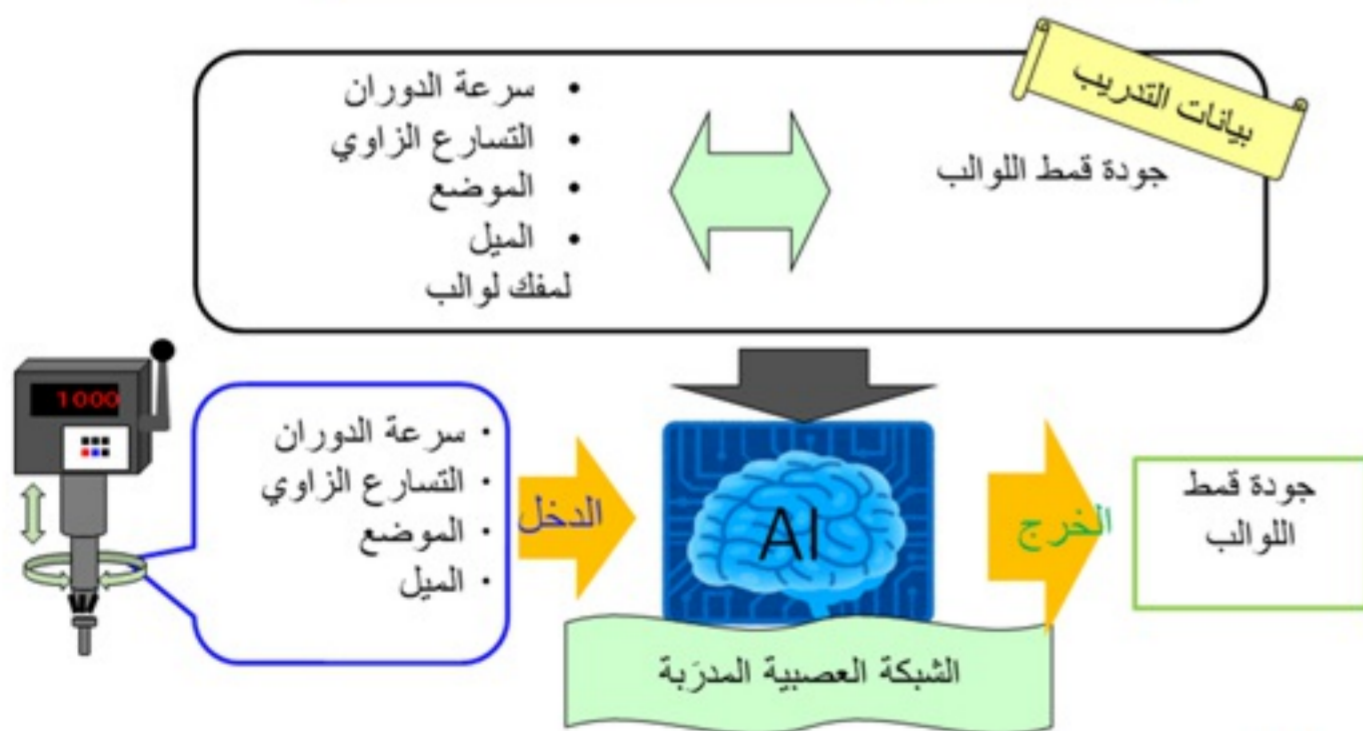 بيانات التدريب
جودة قمط اللوالب
• سرعة الدوران
• التسارع الزاوي
• الموضع
• الميل
لمفك لوالب
1000
· سرعة الدوران
· التسارع الزاوي
· الموضع
· الميل
الدخل
AI
الشبكة العصبية المدرَبة
الخرج
جودة قمط
اللوالب